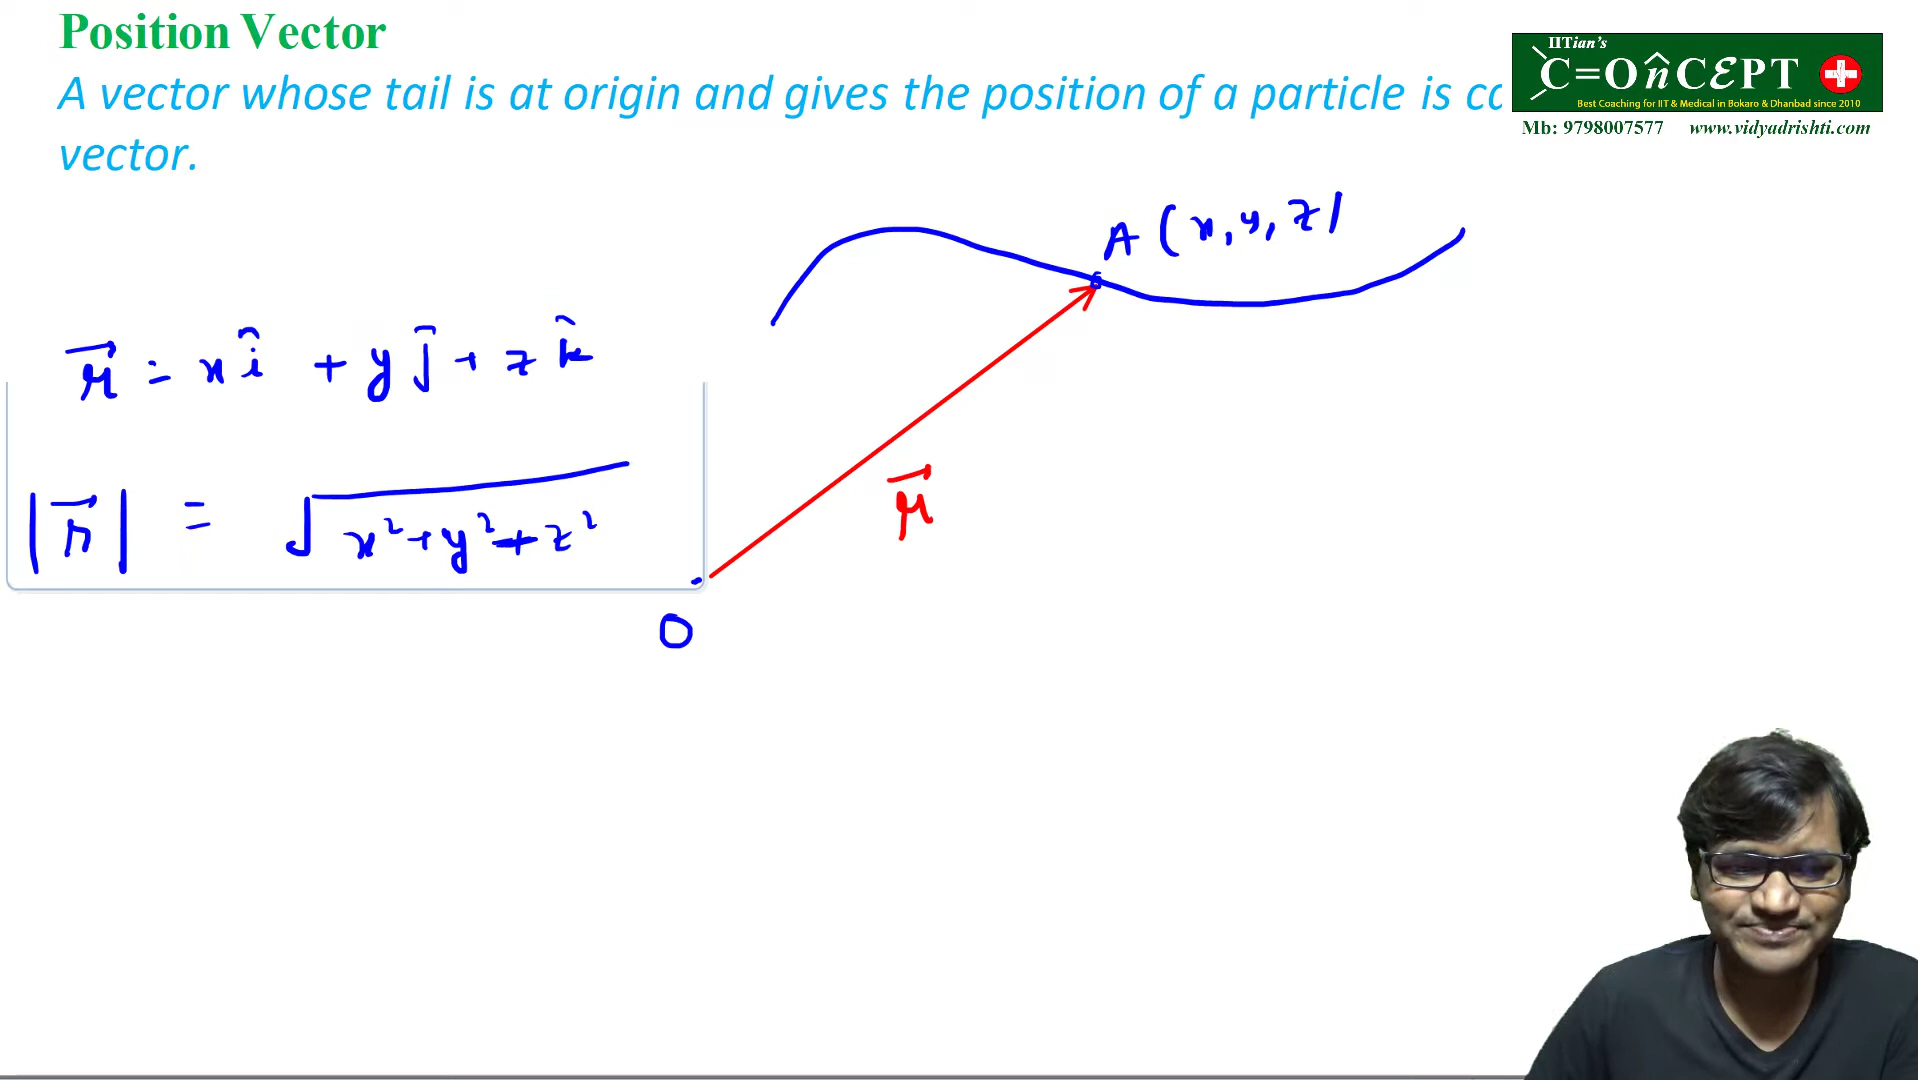 Position Vector
A vector whose tail is at origin and gives the position of a particle is
vector.
IITian's
C=On̂CƐPT
Best Coaching for IIT & Medical in Bokaro & Dhanbad since 2010
Mb: 9798007577 www.vidyadrishti.com
A (x, y, z)
r⃗ = xî + yĵ + zk̂
r⃗
|r⃗| = √x²+y²+z²
O